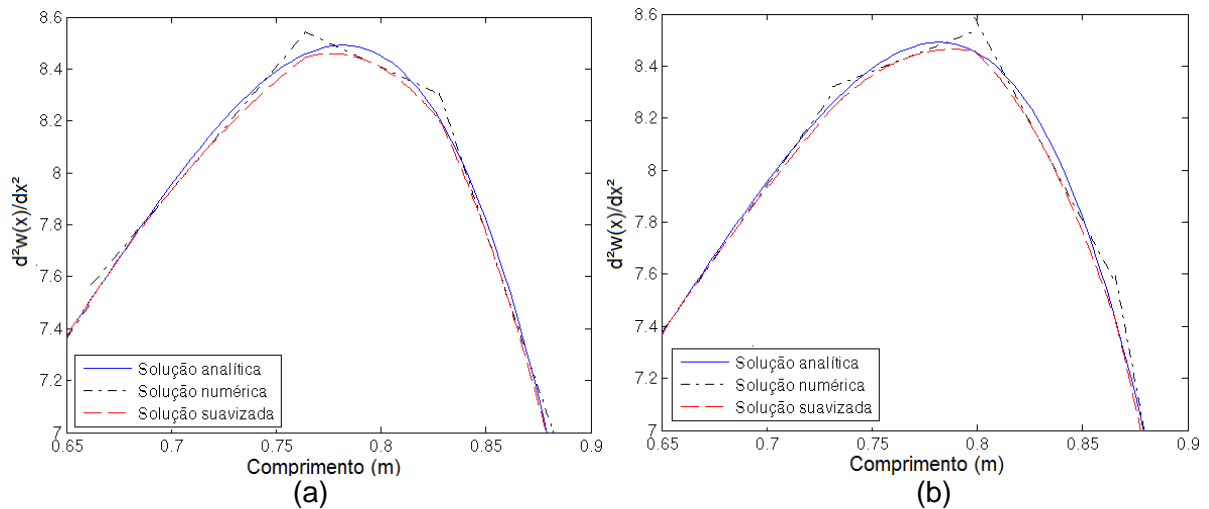 8.6
8.4
8.2
8
7.8
7.6
7.4
7.2
7
d²w(x)/dx²
0.65 0.7 0.75 0.8 0.85 0.9
Comprimento (m)
Solução analítica
Solução numérica
Solução suavizada
(a)
8.6
8.4
8.2
8
7.8
7.6
7.4
7.2
7
d²w(x)/dx²
0.65 0.7 0.75 0.8 0.85 0.9
Comprimento (m)
Solução analítica
Solução numérica
Solução suavizada
(b)